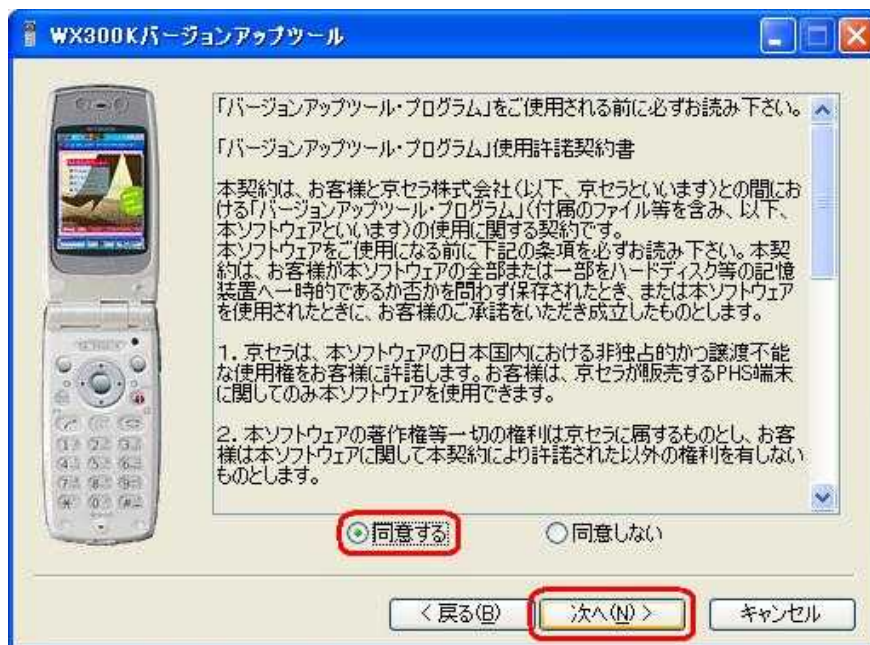 WX300Kバージョンアップツール
「バージョンアップツール・プログラム」をご使用される前に必ずお読み下さい。
「バージョンアップツール・プログラム」使用許諾契約書
本契約は、お客様と京セラ株式会社(以下、京セラといいます)との間にお
ける「バージョンアップツール・プログラム」(付属のファイル等を含み、以下、
本ソフトウェアといいます)の使用に関する契約です。
本ソフトウェアをご使用になる前に下記の条項を必ずお読み下さい。本契
約は、お客様が本ソフトウェアの全部または一部をハードディスク等の記憶
装置へ一時的であるか否かを問わず保存されたとき、または本ソフトウェア
を使用されたときに、お客様のご承諾をいただき成立したものとします。
1. 京セラは、本ソフトウェアの日本国内における非独占的かつ譲渡不能
な使用権をお客様に許諾します。お客様は、京セラが販売するPHS端末
に関してのみ本ソフトウェアを使用できます。
2. 本ソフトウェアの著作権等一切の権利は京セラに属するものとし、お客
様は本ソフトウェアに関して本契約により許諾された以外の権利を有しない
ものとします。
同意する 同意しない
< 戻る(B) 次へ(N) > キャンセル